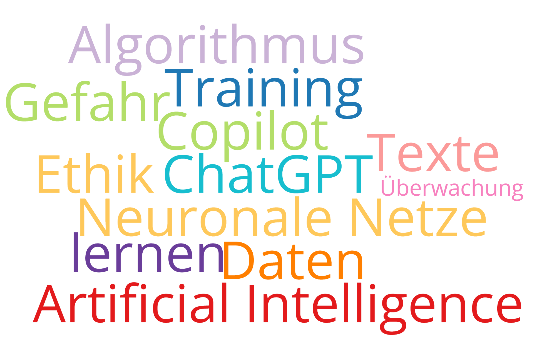 Algorithmus
Training
Gefahr
Copilot
Texte
Ethik ChatGPT
Überwachung
Neuronale Netze
lernen
Daten
Artificial Intelligence